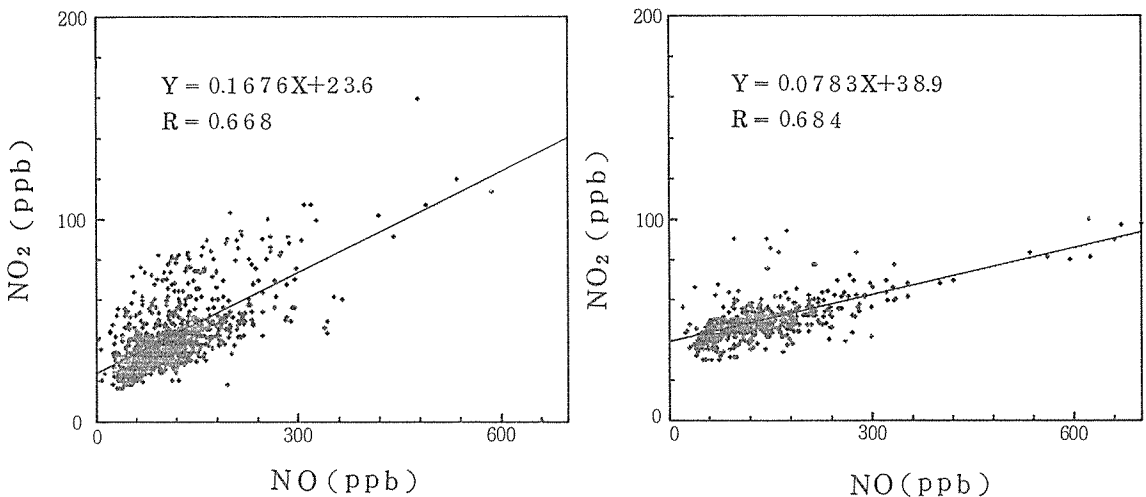 200
Y = 0.1676X+23.6
R = 0.668
100
0
0
300
600
NO2 (ppb)
NO (ppb)
200
Y = 0.0783X+38.9
R = 0.684
100
0
0
300
600
NO2 (ppb)
NO (ppb)